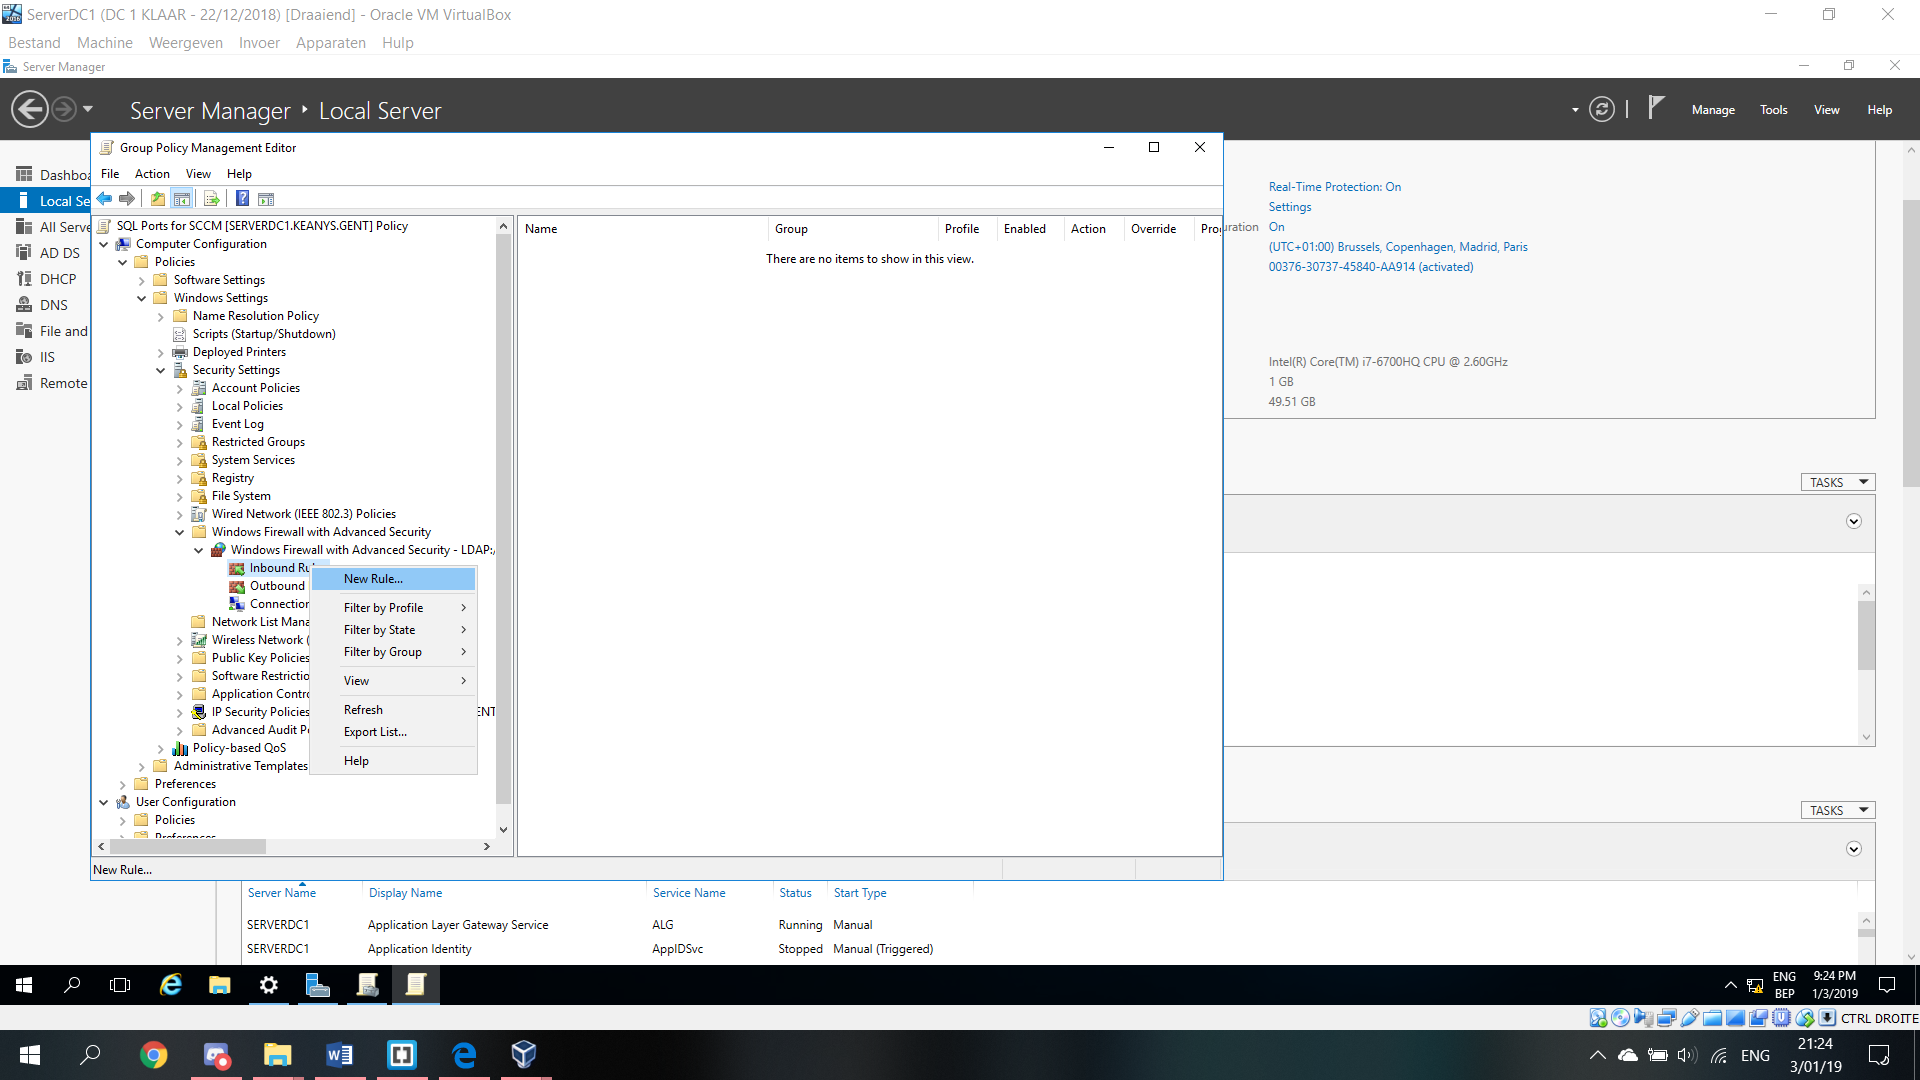 ServerDC1 (DC 1 KLAAR - 22/12/2018) [Draaiend] - Oracle VM VirtualBox
Bestand Machine Weergeven Invoer Apparaten Hulp
Server Manager
Server Manager Local Server
Manage Tools View Help
Dashboa
Local Se
All Serve
AD DS
DHCP
DNS
File and
IIS
Remote
Group Policy Management Editor
File Action View Help
SQL Ports for SCCM [SERVERDC1.KEANYS.GENT] Policy
Computer Configuration
Policies
Software Settings
Windows Settings
Name Resolution Policy
Scripts (Startup/Shutdown)
Deployed Printers
Security Settings
Account Policies
Local Policies
Event Log
Restricted Groups
System Services
Registry
File System
Wired Network (IEEE 802.3) Policies
Windows Firewall with Advanced Security
Windows Firewall with Advanced Security - LDAP:/
Inbound Ru
Outbound
Connection
Network List Mana
Wireless Network (
Public Key Policies
Software Restrictio
Application Contro
IP Security Policies ENT
Advanced Audit Po
Policy-based QoS
Administrative Templates
Preferences
User Configuration
Policies
Preferences
New Rule...
Filter by Profile
Filter by State
Filter by Group
View
Refresh
Export List...
Help
Name Group Profile Enabled Action Override Prog
There are no items to show in this view.
New Rule...
Real-Time Protection: On
Settings
uration On
(UTC+01:00) Brussels, Copenhagen, Madrid, Paris
00376-30737-45840-AA914 (activated)
Intel(R) Core(TM) i7-6700HQ CPU @ 2.60GHz
1 GB
49.51 GB
TASKS
TASKS
Server Name Display Name Service Name Status Start Type
SERVERDC1 Application Layer Gateway Service ALG Running Manual
SERVERDC1 Application Identity AppIDSvc Stopped Manual (Triggered)
ENG
BEP
9:24 PM
1/3/2019
CTRL DROITE
ENG
21:24
3/01/19